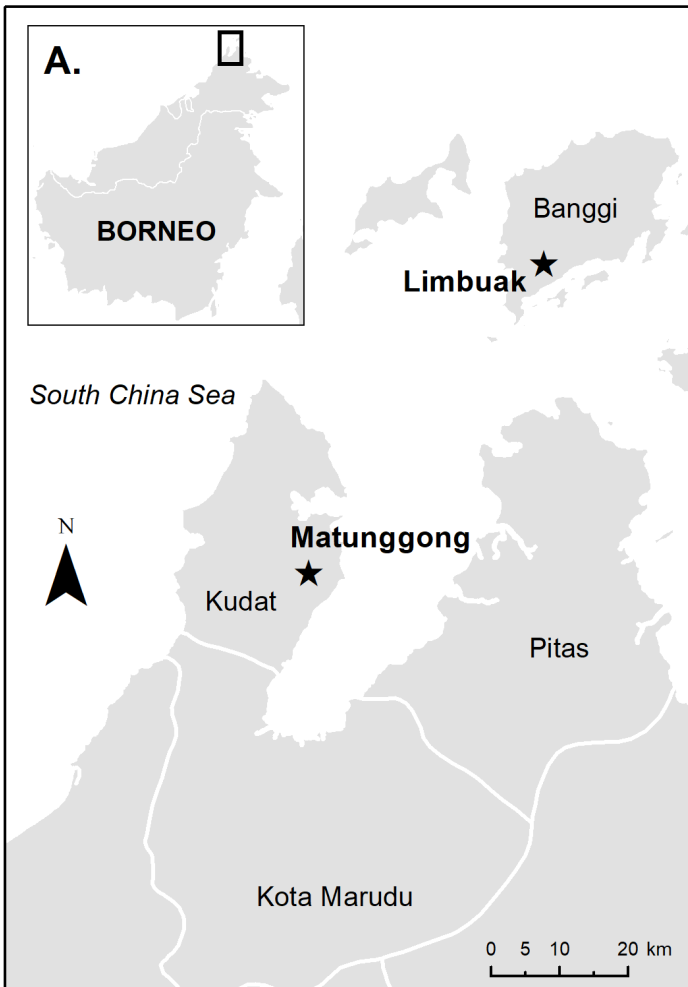 A.
BORNEO
Banggi
Limbuak
South China Sea
N
Matunggong
Kudat
Pitas
Kota Marudu
0 5 10 20 km